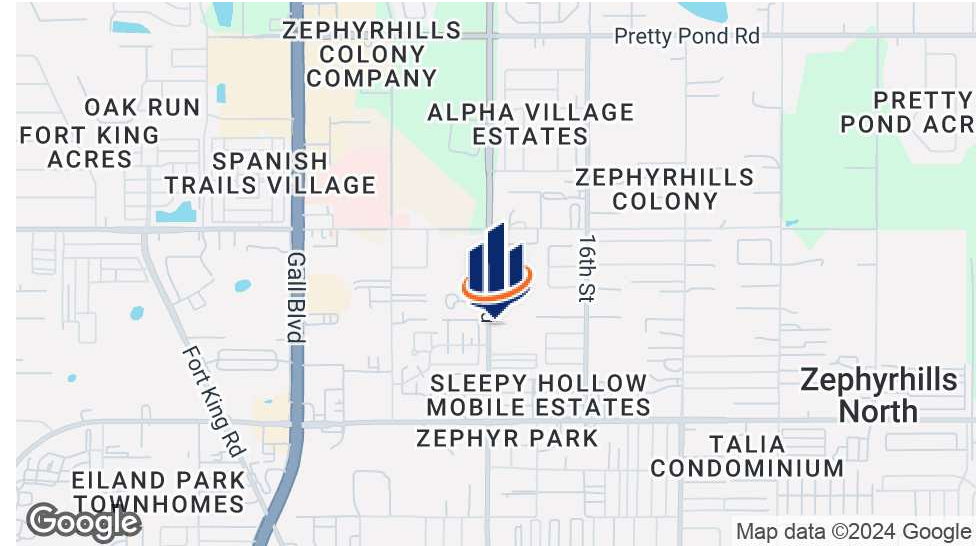 ZEPHYRHILLS
COLONY
COMPANY
Pretty Pond Rd
OAK RUN
ALPHA VILLAGE
ESTATES
PRETTY
POND ACR
FORT KING
ACRES
SPANISH
TRAILS VILLAGE
ZEPHYRHILLS
COLONY
Gall Blvd
16th St
Fort King Rd
SLEEPY HOLLOW
MOBILE ESTATES
Zephyrhills
North
ZEPHYR PARK
TALIA
CONDOMINIUM
EILAND PARK
TOWNHOMES
Google
Map data ©2024 Google